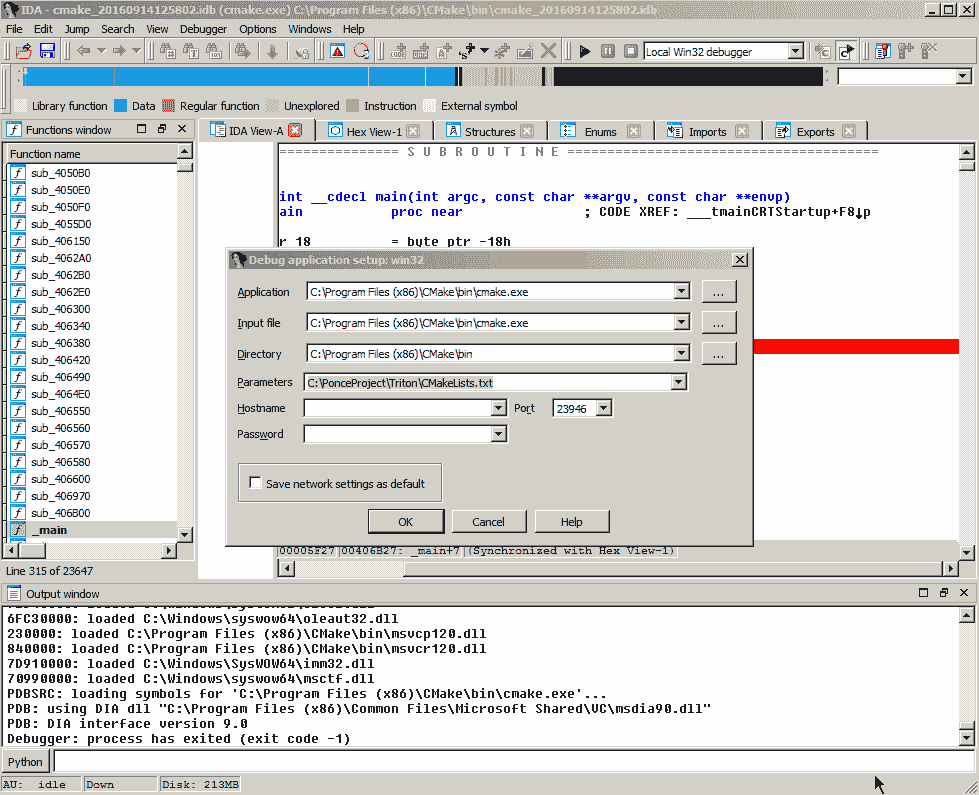 IDA - cmake_20160914125802.idb (cmake.exe) C:\Program Files (x86)\CMake\bin\cmake_20160914125802.idb
File Edit Jump Search View Debugger Options Windows Help
Local Win32 debugger
Library function Data Regular function Unexplored Instruction External symbol
Functions window
IDA View-A Hex View-1 Structures Enums Imports Exports
Function name
sub_4050B0
sub_4050E0
sub_4050F0
sub_4055D0
sub_406150
sub_4062A0
sub_4062B0
sub_4062E0
sub_406300
sub_406340
sub_406380
sub_406420
sub_406490
sub_4064E0
sub_406550
sub_406560
sub_406570
sub_406580
sub_406600
sub_406970
sub_406B00
_main
Line 315 of 23647
=============== S U B R O U T I N E =======================================
int __cdecl main(int argc, const char **argv, const char **envp)
ain proc near ; CODE XREF: ___tmainCRTStartup+F8↓p
r_18 = byte ptr -18h
Debug application setup: win32
Application C:\Program Files (x86)\CMake\bin\cmake.exe ...
Input file C:\Program Files (x86)\CMake\bin\cmake.exe ...
Directory C:\Program Files (x86)\CMake\bin ...
Parameters C:\PonceProject\Triton\CMakeLists.txt
Hostname Port 23946
Password
Save network settings as default
OK Cancel Help
00005F27 00406B27: _main+7 (Synchronized with Hex View-1)
Output window
6FC30000: loaded C:\Windows\syswow64\oleaut32.dll
230000: loaded C:\Program Files (x86)\CMake\bin\msvcp120.dll
840000: loaded C:\Program Files (x86)\CMake\bin\msvcr120.dll
7D910000: loaded C:\Windows\SysWOW64\imm32.dll
70990000: loaded C:\Windows\syswow64\msctf.dll
PDBSRC: loading symbols for 'C:\Program Files (x86)\CMake\bin\cmake.exe'...
PDB: using DIA dll "C:\Program Files (x86)\Common Files\Microsoft Shared\VC\msdia90.dll"
PDB: DIA interface version 9.0
Debugger: process has exited (exit code -1)
Python
AU: idle Down Disk: 213MB